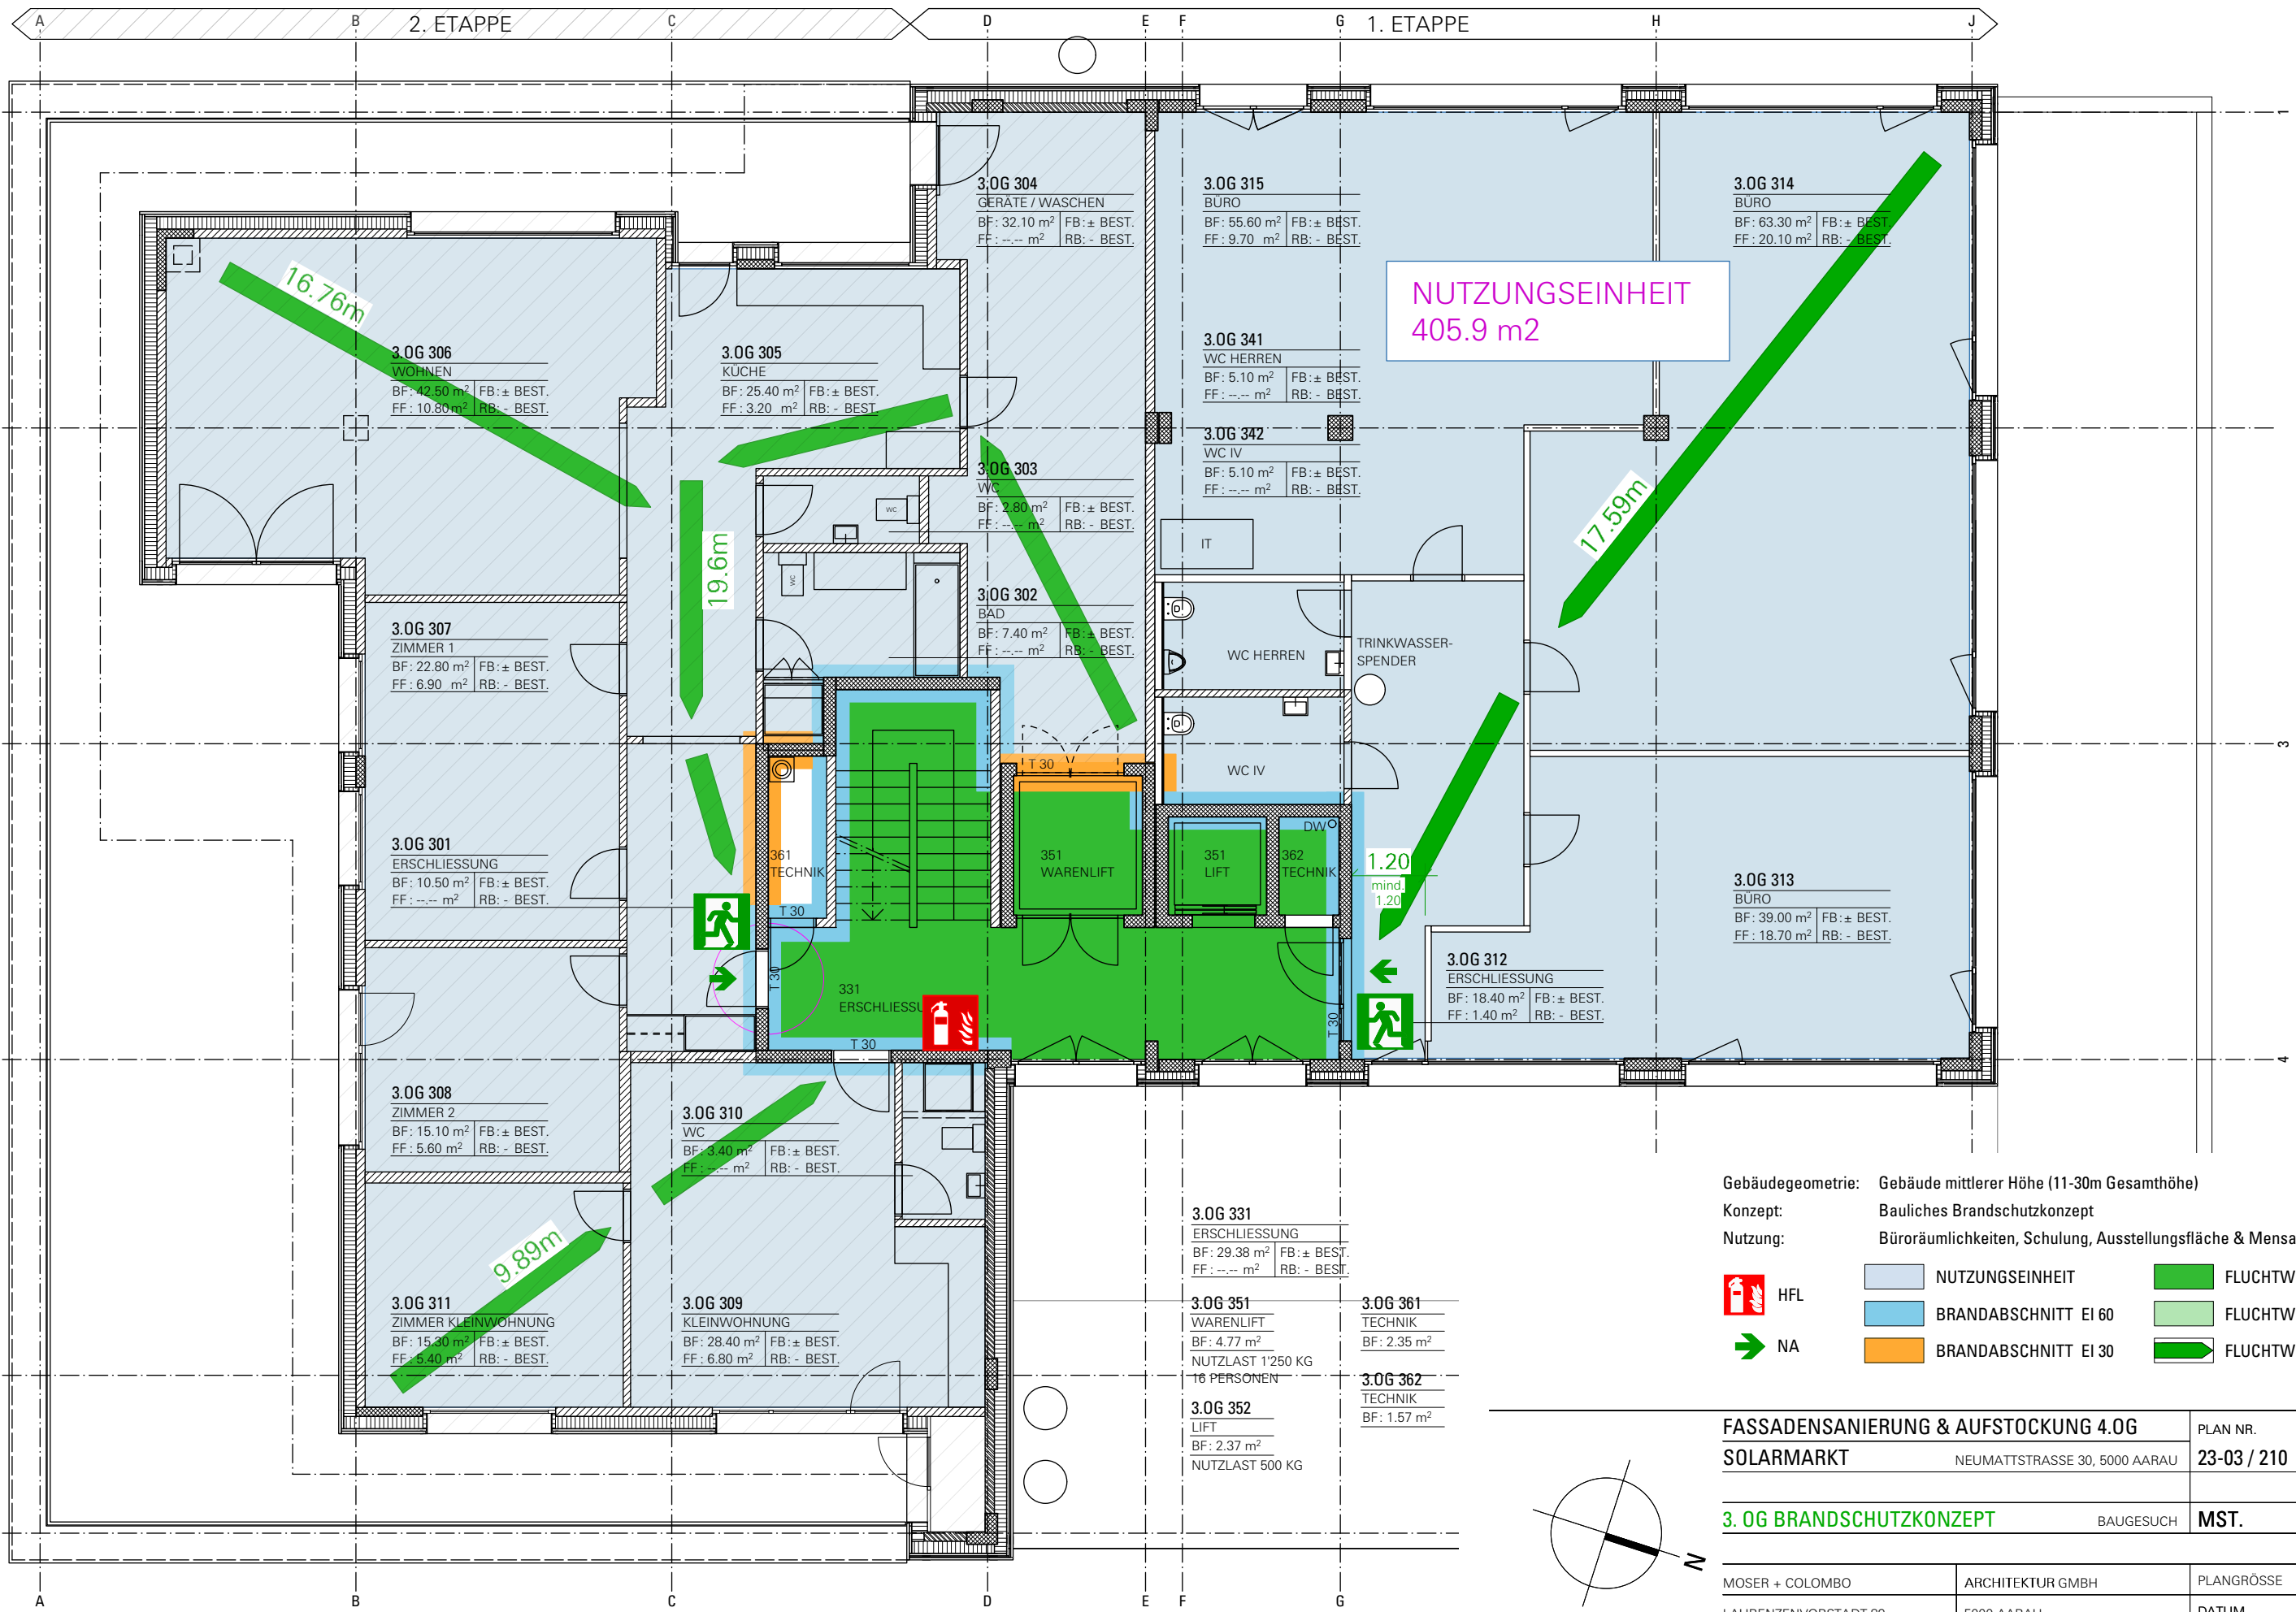 A B C D E F G H J
2. ETAPPE
1. ETAPPE
1
3
4
3.OG 304
GERÄTE / WASCHEN
BF: 32.10 m² FB: ± BEST.
FF: --.-- m² RB: - BEST.
3.OG 315
BÜRO
BF: 55.60 m² FB: ± BEST.
FF: 9.70 m² RB: - BEST.
3.OG 314
BÜRO
BF: 63.30 m² FB: ± BEST.
FF: 20.10 m² RB: - BEST.
NUTZUNGSEINHEIT
405.9 m2
16.76m
3.OG 306
WOHNEN
BF: 42.50 m² FB: ± BEST.
FF: 10.80 m² RB: - BEST.
3.OG 305
KÜCHE
BF: 25.40 m² FB: ± BEST.
FF: 3.20 m² RB: - BEST.
3.OG 341
WC HERREN
BF: 5.10 m² FB: ± BEST.
FF: --.-- m² RB: - BEST.
3.OG 342
WC IV
BF: 5.10 m² FB: ± BEST.
FF: --.-- m² RB: - BEST.
3.OG 303
WC
BF: 2.80 m² FB: ± BEST.
FF: --.-- m² RB: - BEST.
17.59m
19.6m
WC
WC
IT
3.OG 302
BAD
BF: 7.40 m² FB: ± BEST.
FF: --.-- m² RB: - BEST.
3.OG 307
ZIMMER 1
BF: 22.80 m² FB: ± BEST.
FF: 6.90 m² RB: - BEST.
WC HERREN
TRINKWASSER-
SPENDER
WC IV
T 30
DW
3.OG 301
ERSCHLIESSUNG
BF: 10.50 m² FB: ± BEST.
FF: --.-- m² RB: - BEST.
361
TECHNIK
351
WARENLIFT
351
LIFT
362
TECHNIK
1.20
mind.
1.20
T 30
3.OG 313
BÜRO
BF: 39.00 m² FB: ± BEST.
FF: 18.70 m² RB: - BEST.
T 30
331
ERSCHLIESSU
T 30
T 30
3.OG 312
ERSCHLIESSUNG
BF: 18.40 m² FB: ± BEST.
FF: 1.40 m² RB: - BEST.
3.OG 308
ZIMMER 2
BF: 15.10 m² FB: ± BEST.
FF: 5.60 m² RB: - BEST.
3.OG 310
WC
BF: 3.40 m² FB: ± BEST.
FF: --.-- m² RB: - BEST.
9.89m
3.OG 311
ZIMMER KLEINWOHNUNG
BF: 15.30 m² FB: ± BEST.
FF: 5.40 m² RB: - BEST.
3.OG 309
KLEINWOHNUNG
BF: 28.40 m² FB: ± BEST.
FF: 6.80 m² RB: - BEST.
3.OG 331
ERSCHLIESSUNG
BF: 29.38 m² FB: ± BEST.
FF: --.-- m² RB: - BEST.
3.OG 351
WARENLIFT
BF: 4.77 m²
NUTZLAST 1'250 KG
16 PERSONEN
3.OG 361
TECHNIK
BF: 2.35 m²
3.OG 352
LIFT
BF: 2.37 m²
NUTZLAST 500 KG
3.OG 362
TECHNIK
BF: 1.57 m²
Gebäudegeometrie: Gebäude mittlerer Höhe (11-30m Gesamthöhe)
Konzept: Bauliches Brandschutzkonzept
Nutzung: Büroräumlichkeiten, Schulung, Ausstellungsfläche & Mensa
HFL
NA
NUTZUNGSEINHEIT
BRANDABSCHNITT EI 60
BRANDABSCHNITT EI 30
FLUCHTW
FLUCHTW
FLUCHTW
FASSADENSANIERUNG & AUFSTOCKUNG 4.OG
PLAN NR.
SOLARMARKT NEUMATTSTRASSE 30, 5000 AARAU
23-03 / 210
3. OG BRANDSCHUTZKONZEPT BAUGESUCH
MST.
N
MOSER + COLOMBO ARCHITEKTUR GMBH PLANGRÖSSE
A B C D E F G